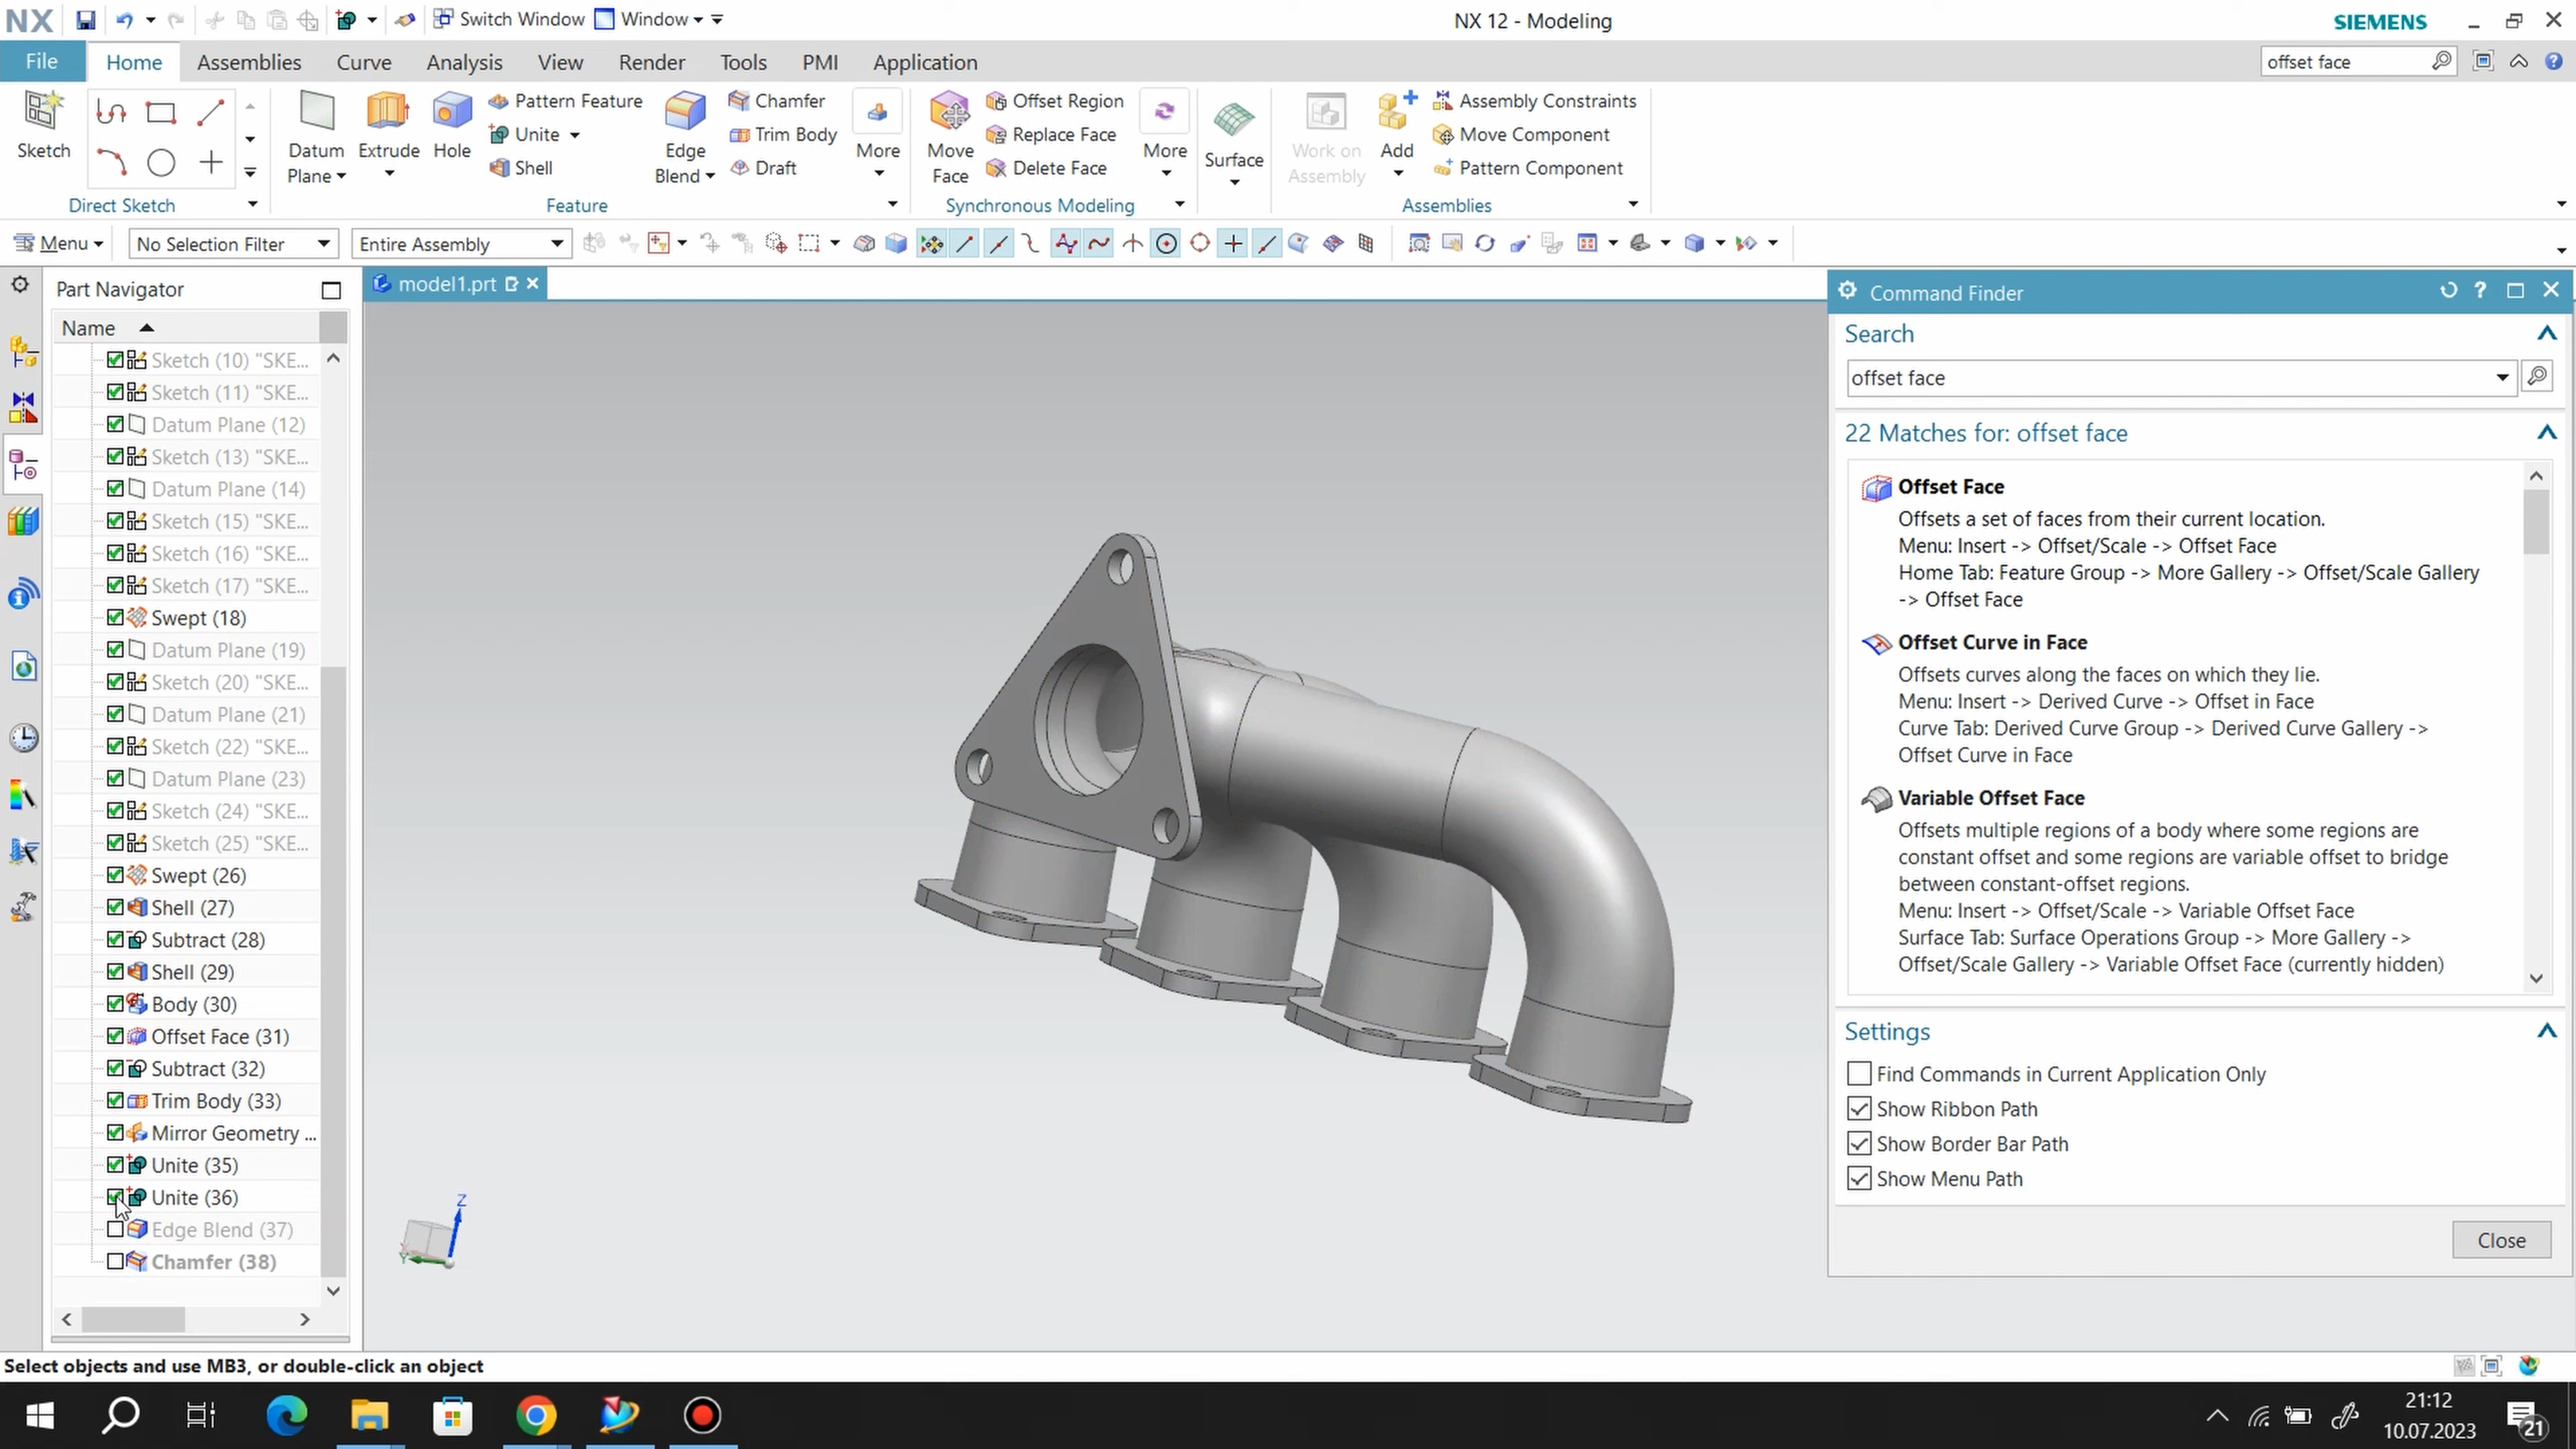 NX
Switch Window
Window
NX 12 - Modeling
SIEMENS
File
Home
Assemblies
Curve
Analysis
View
Render
Tools
PMI
Application
offset face
Sketch
Direct Sketch
Datum Plane
Extrude
Hole
Pattern Feature
Unite
Shell
Edge Blend
Chamfer
Trim Body
Draft
More
Feature
Move Face
Offset Region
Replace Face
Delete Face
More
Synchronous Modeling
Surface
Work on Assembly
Add
Assembly Constraints
Move Component
Pattern Component
Assemblies
Menu
No Selection Filter
Entire Assembly
Part Navigator
Name
Sketch (10) "SKE...
Sketch (11) "SKE...
Datum Plane (12)
Sketch (13) "SKE...
Datum Plane (14)
Sketch (15) "SKE...
Sketch (16) "SKE...
Sketch (17) "SKE...
Swept (18)
Datum Plane (19)
Sketch (20) "SKE...
Datum Plane (21)
Sketch (22) "SKE...
Datum Plane (23)
Sketch (24) "SKE...
Sketch (25) "SKE...
Swept (26)
Shell (27)
Subtract (28)
Shell (29)
Body (30)
Offset Face (31)
Subtract (32)
Trim Body (33)
Mirror Geometry ...
Unite (35)
Unite (36)
Edge Blend (37)
Chamfer (38)
model1.prt
Z
Y
Command Finder
Search
offset face
22 Matches for: offset face
Offset Face
Offsets a set of faces from their current location.
Menu: Insert -> Offset/Scale -> Offset Face
Home Tab: Feature Group -> More Gallery -> Offset/Scale Gallery
-> Offset Face
Offset Curve in Face
Offsets curves along the faces on which they lie.
Menu: Insert -> Derived Curve -> Offset in Face
Curve Tab: Derived Curve Group -> Derived Curve Gallery ->
Offset Curve in Face
Variable Offset Face
Offsets multiple regions of a body where some regions are
constant offset and some regions are variable offset to bridge
between constant-offset regions.
Menu: Insert -> Offset/Scale -> Variable Offset Face
Surface Tab: Surface Operations Group -> More Gallery ->
Offset/Scale Gallery -> Variable Offset Face (currently hidden)
Settings
Find Commands in Current Application Only
Show Ribbon Path
Show Border Bar Path
Show Menu Path
Close
Select objects and use MB3, or double-click an object
21:12
10.07.2023
21